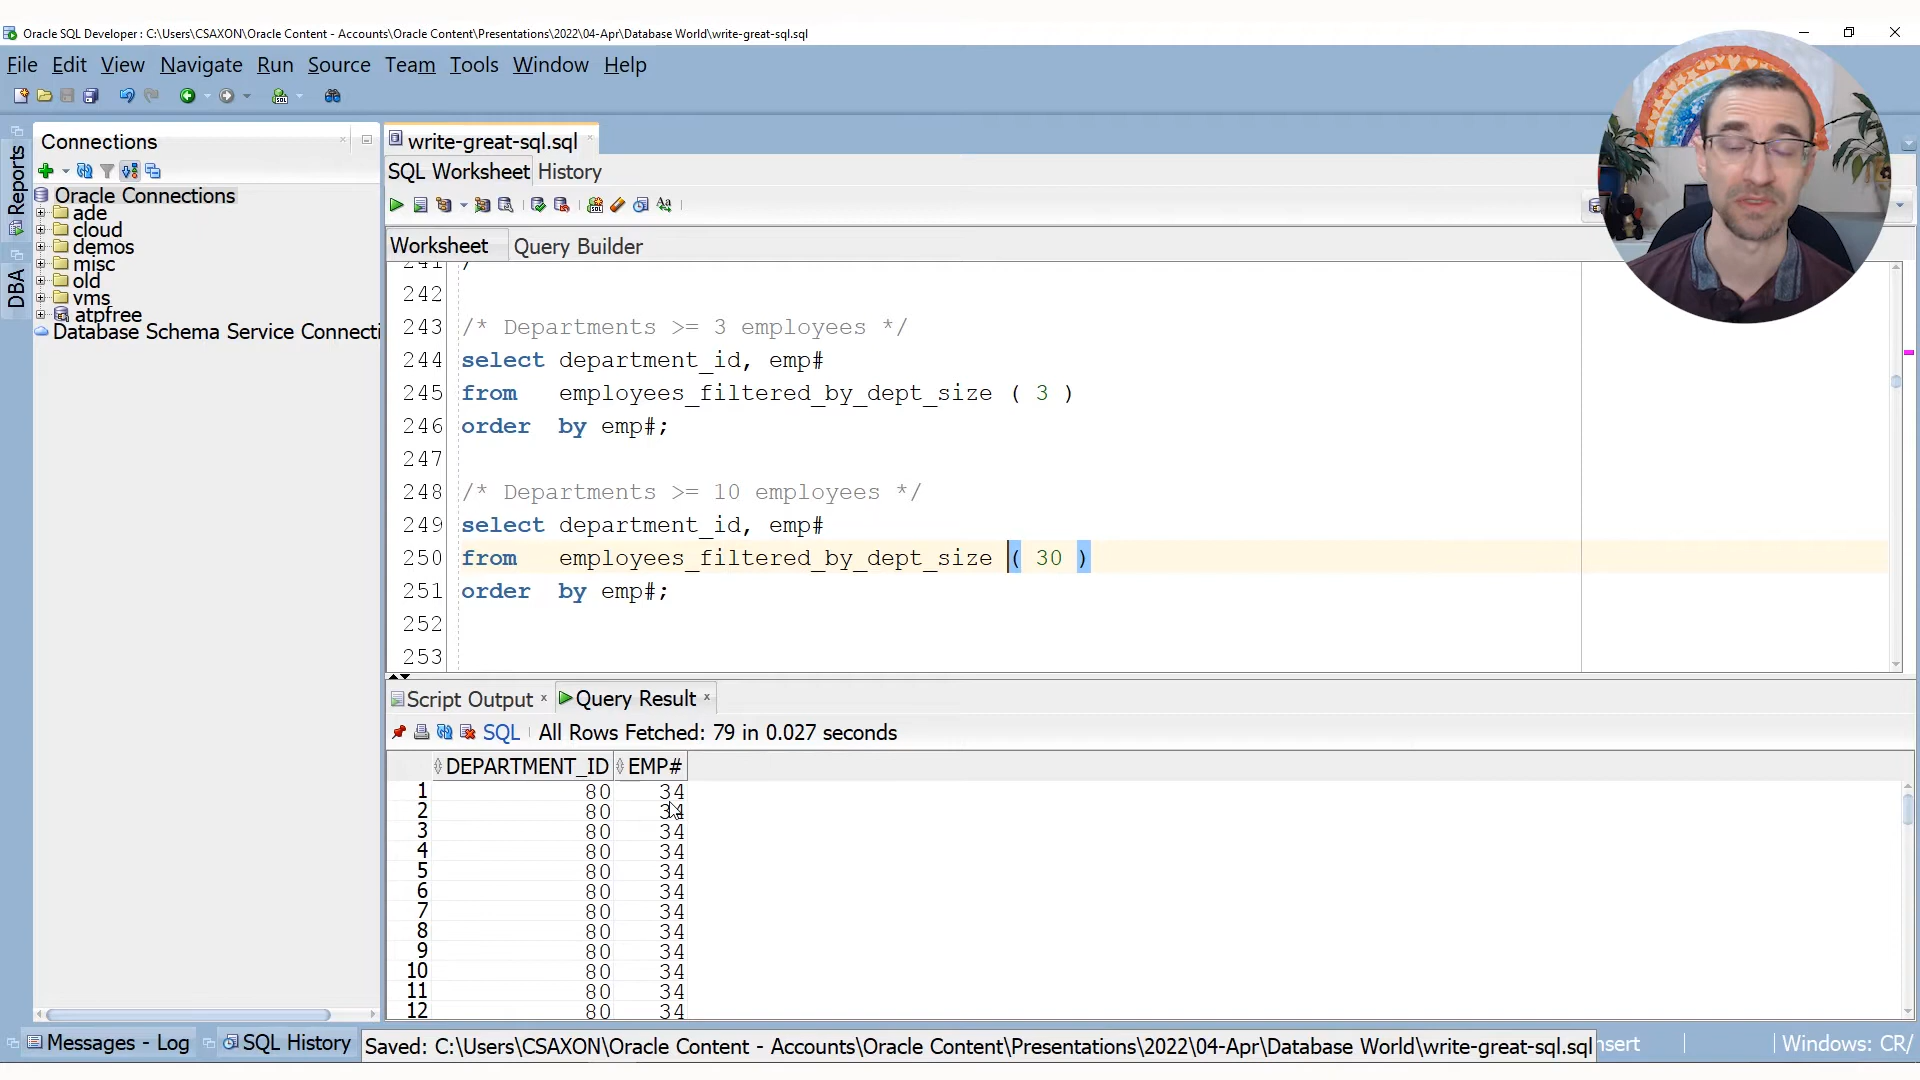 Oracle SQL Developer : C:\Users\CSAXON\Oracle Content - Accounts\Oracle Content\Presentations\2022\04-Apr\Database World\write-great-sql.sql
File Edit View Navigate Run Source Team Tools Window Help
Reports
DBA
Connections
Oracle Connections
ade
cloud
demos
misc
old
vms
atpfree
Database Schema Service Connecti
write-great-sql.sql
SQL Worksheet History
Worksheet Query Builder
241 /
242
243 /* Departments >= 3 employees */
244 select department_id, emp#
245 from employees_filtered_by_dept_size ( 3 )
246 order by emp#;
247
248 /* Departments >= 10 employees */
249 select department_id, emp#
250 from employees_filtered_by_dept_size ( 30 )
251 order by emp#;
252
253
Script Output Query Result
SQL All Rows Fetched: 79 in 0.027 seconds
DEPARTMENT_ID EMP#
1 80 34
2 80 34
3 80 34
4 80 34
5 80 34
6 80 34
7 80 34
8 80 34
9 80 34
10 80 34
11 80 34
12 80 34
Messages - Log SQL History Saved: C:\Users\CSAXON\Oracle Content - Accounts\Oracle Content\Presentations\2022\04-Apr\Database World\write-great-sql.sql nsert Windows: CR/